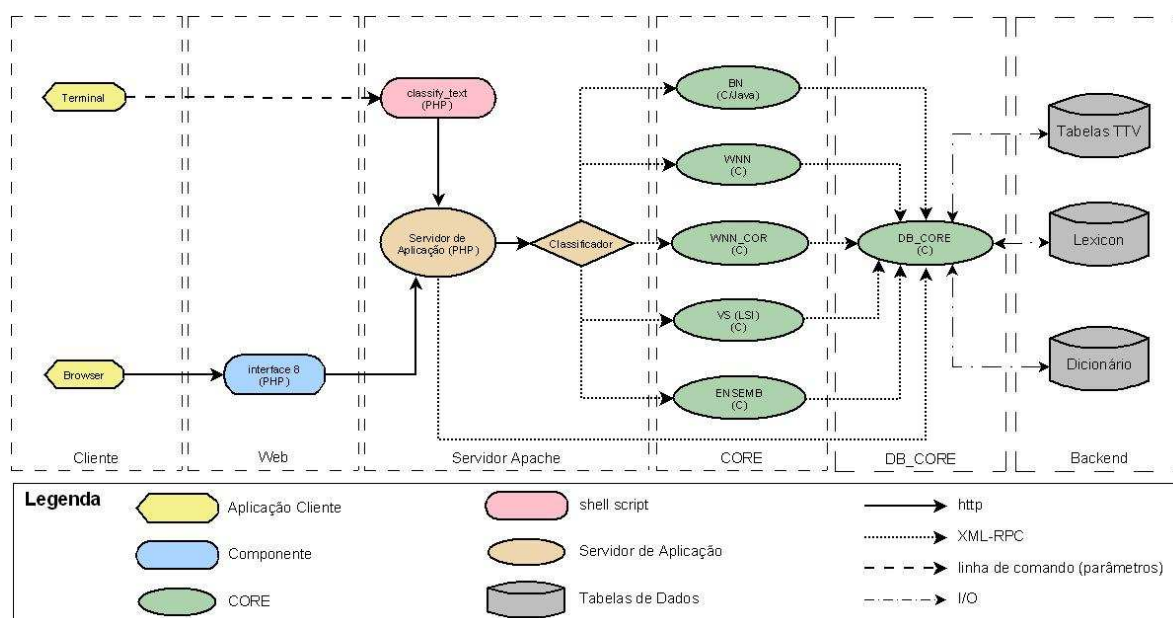 Terminal
classify_text
(PHP)
BN
(C/Java)
Tabelas TTV
WNN
(C)
Servidor de
Aplicação (PHP)
Classificador
WNN_COR
(C)
DB_CORE
(C)
Lexicon
VS (LSI)
(C)
Browser
interface 8
(PHP)
ENSEMB
(C)
Dicionário
Cliente
Web
Servidor Apache
CORE
DB_CORE
Backend
Legenda
Aplicação Cliente
shell script
http
Componente
Servidor de Aplicação
XML-RPC
linha de comando (parâmetros)
CORE
Tabelas de Dados
I/O